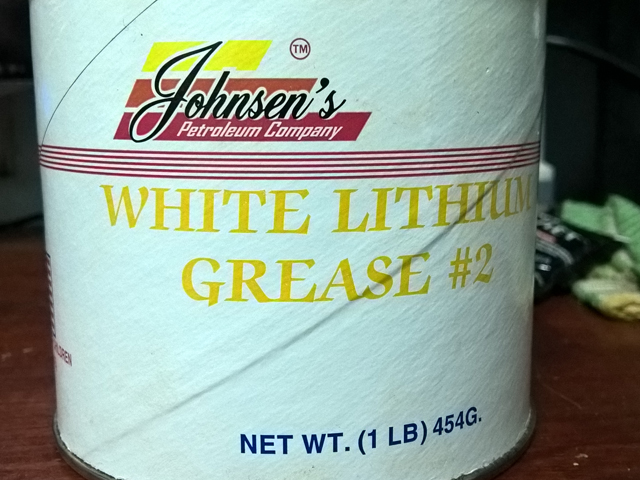 Johnsen's
TM
Petroleum Company
WHITE LITHIUM
GREASE #2
NET WT. (1 LB) 454G.